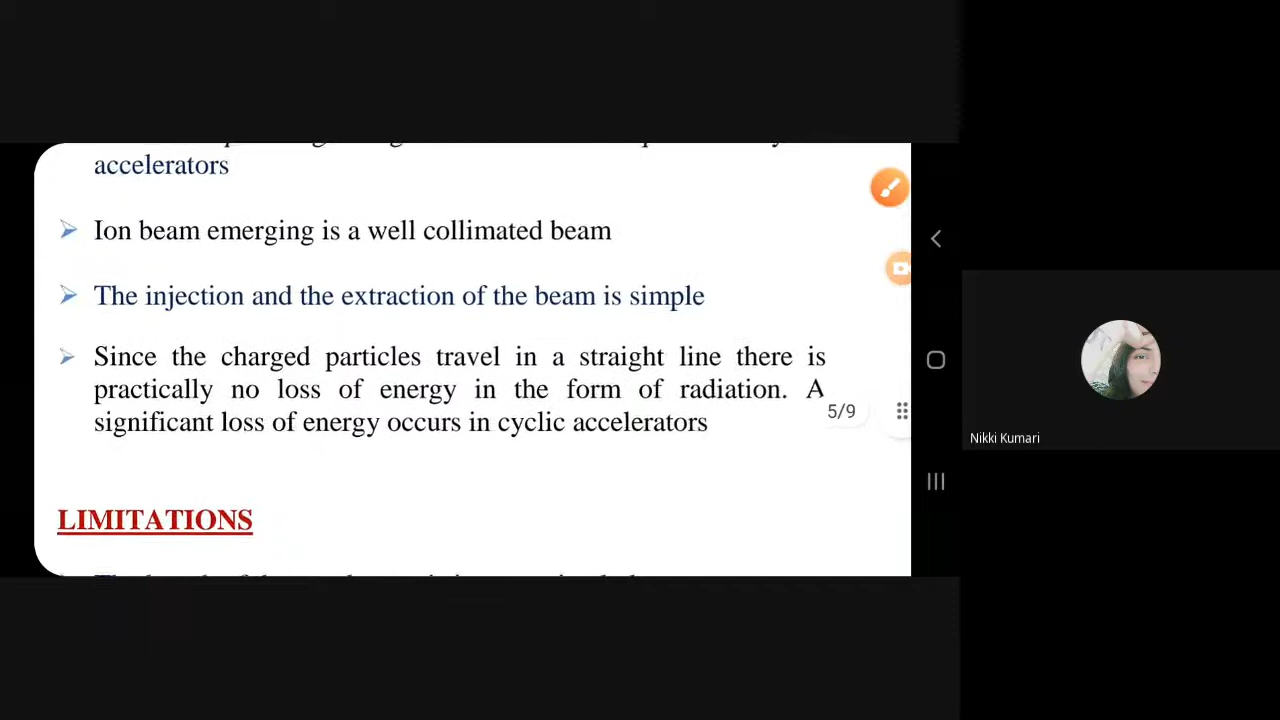 accelerators
Ion beam emerging is a well collimated beam
The injection and the extraction of the beam is simple
Since the charged particles travel in a straight line there is
practically no loss of energy in the form of radiation. A
significant loss of energy occurs in cyclic accelerators
5/9
LIMITATIONS
Nikki Kumari